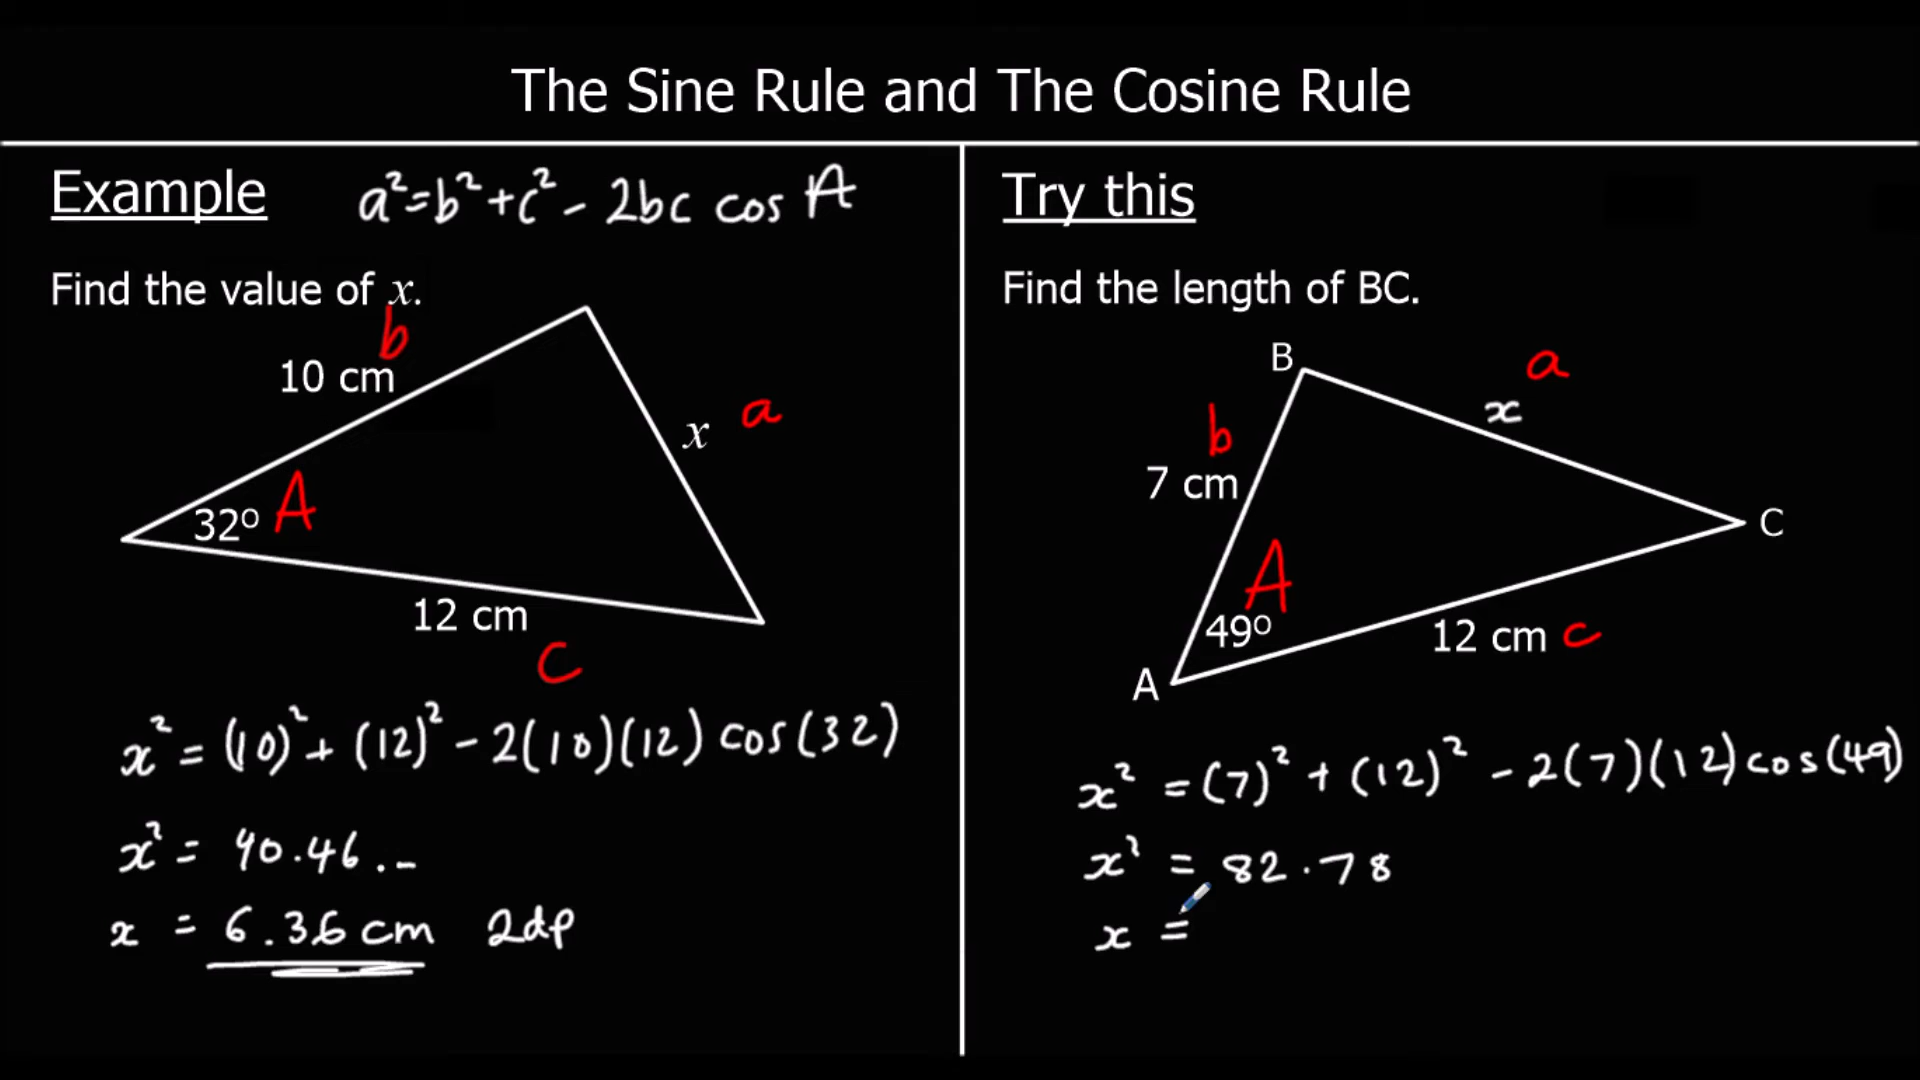 The Sine Rule and The Cosine Rule
Example a² = b² + c² - 2bc cos A
Find the value of x.
b
10 cm
x a
32° A
12 cm
c
x² = (10)² + (12)² - 2(10)(12) cos(32)
x² = 40.46...
x = 6.36 cm 2dp
Try this
Find the length of BC.
B
a
x
b
7 cm
C
A
49°
12 cm c
A
x² = (7)² + (12)² - 2(7)(12) cos(49)
x² = 82.78
x =